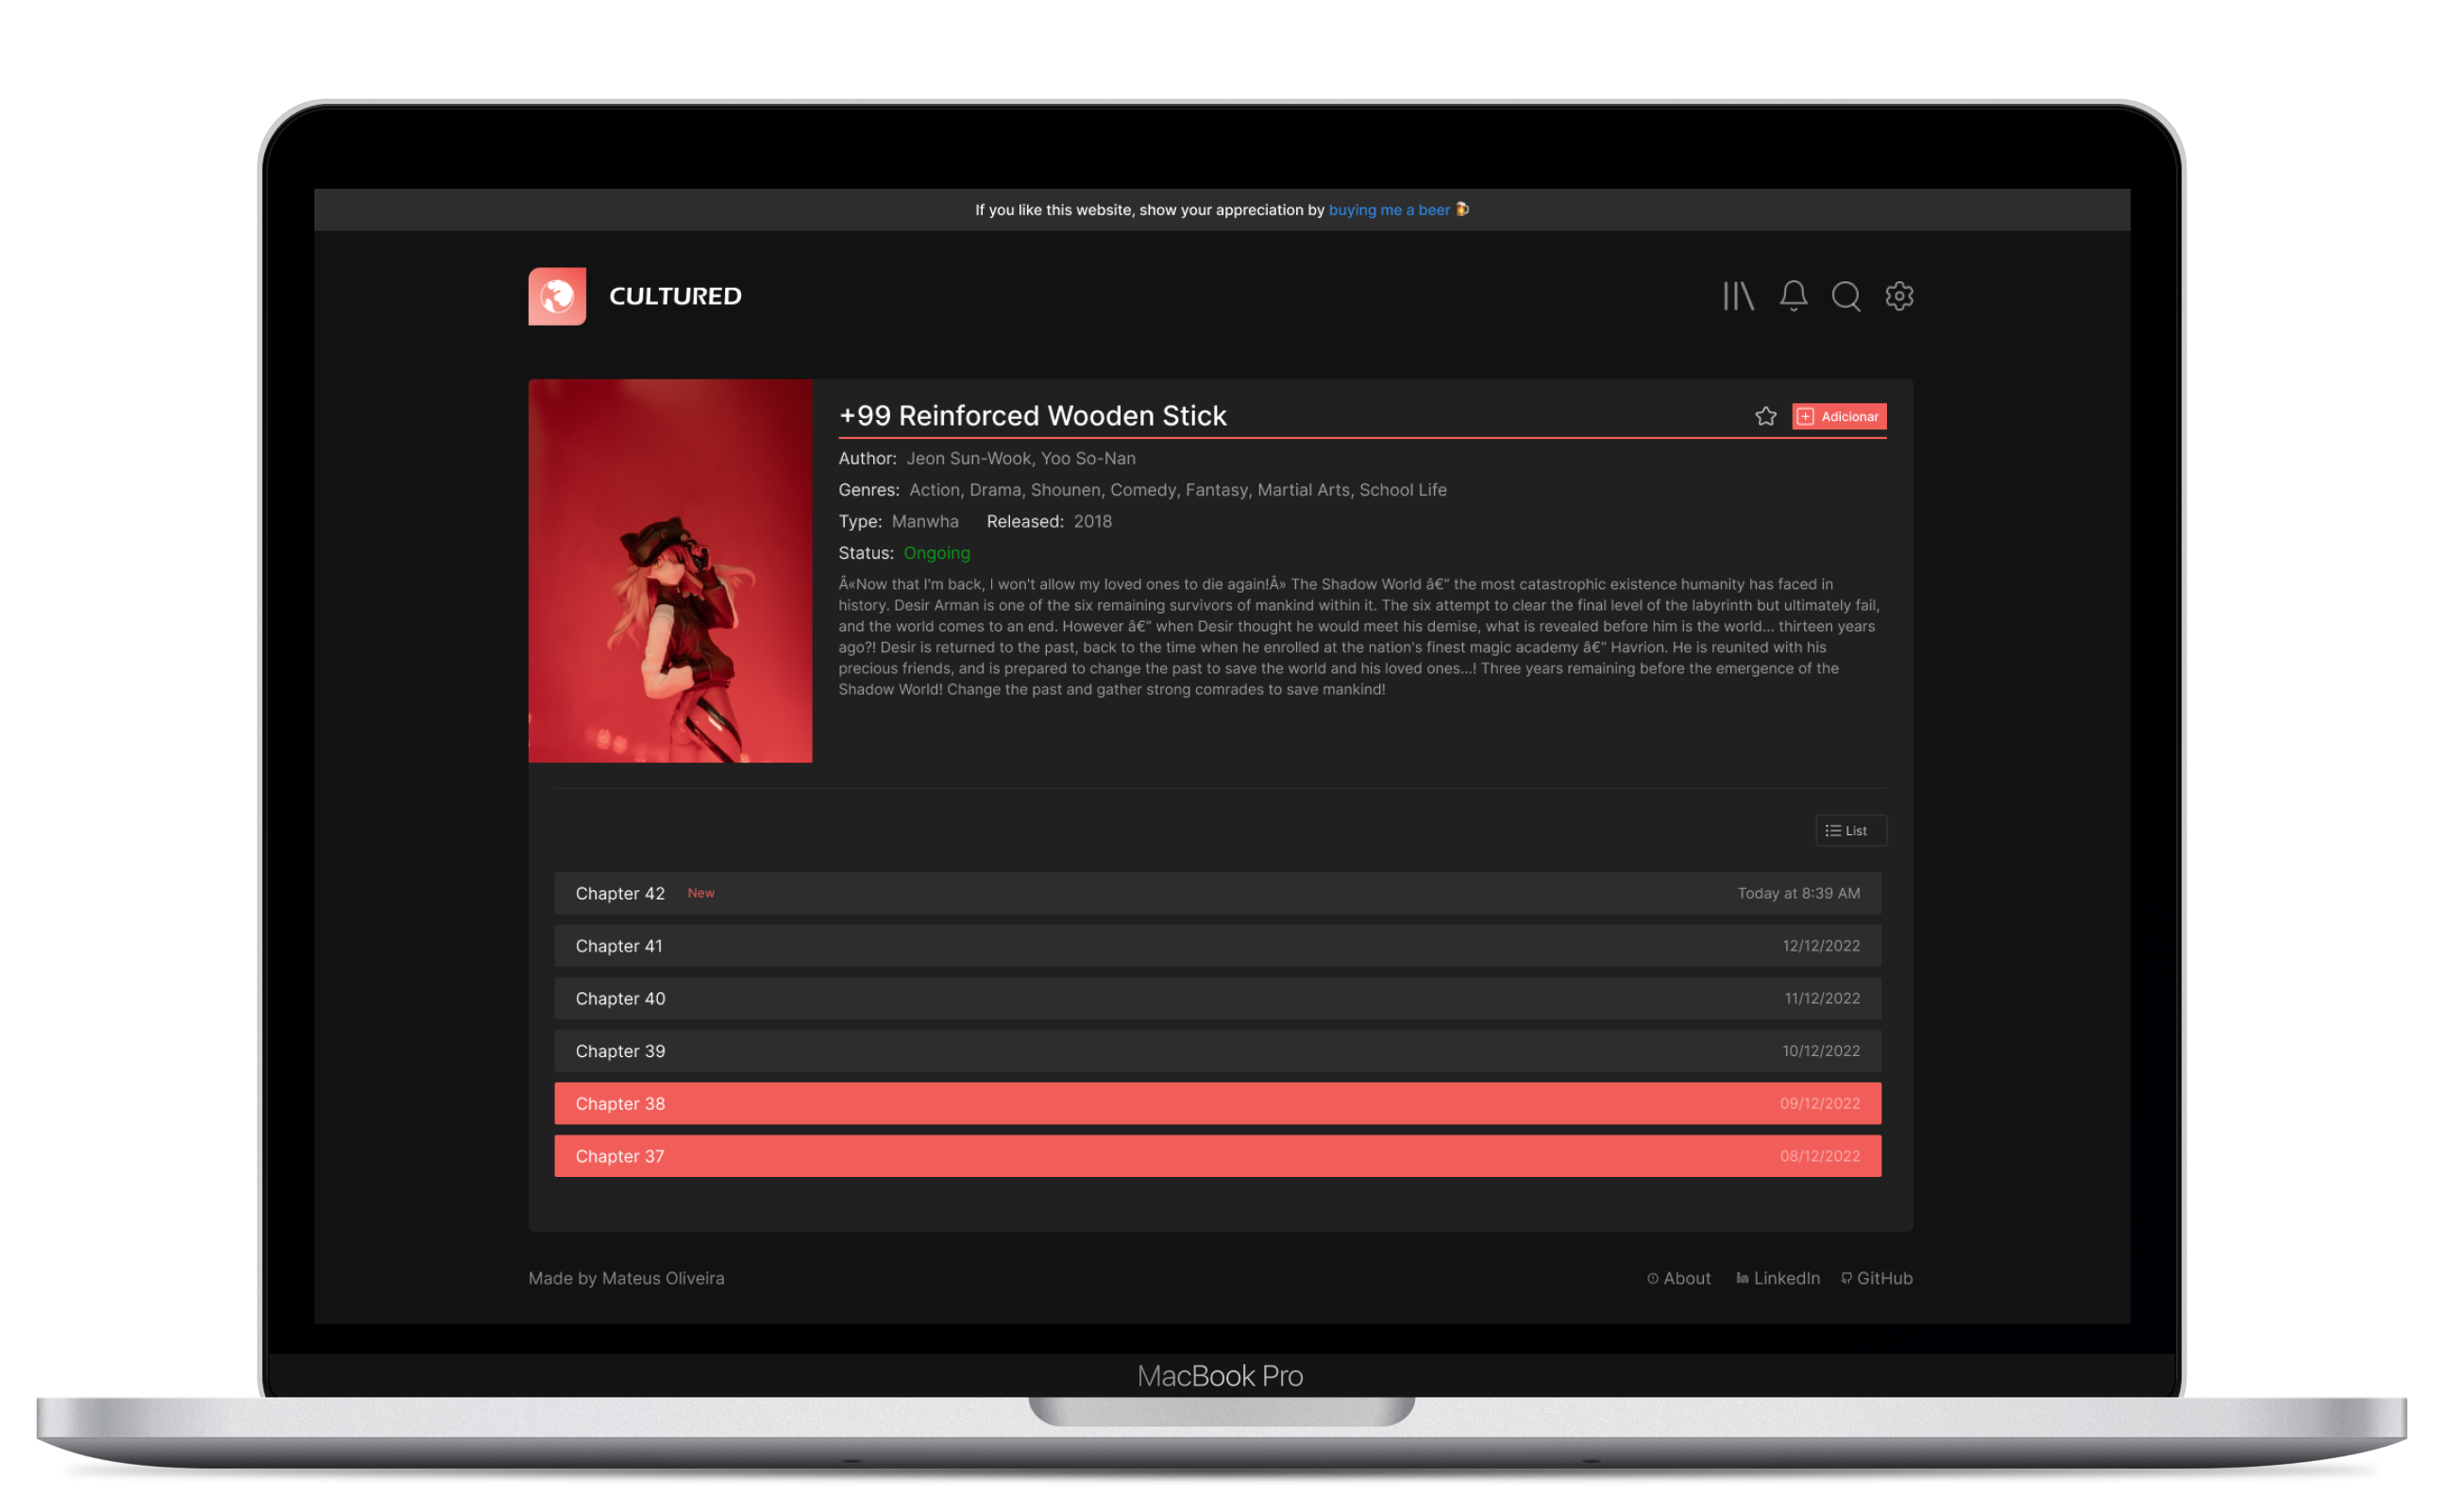 If you like this website, show your appreciation by buying me a beer 🍺
CULTURED
+99 Reinforced Wooden Stick
Adicionar
Author: Jeon Sun-Wook, Yoo So-Nan
Genres: Action, Drama, Shounen, Comedy, Fantasy, Martial Arts, School Life
Type: Manwha Released: 2018
Status: Ongoing
Â«Now that I'm back, I won't allow my loved ones to die again!Â» The Shadow World â€” the most catastrophic existence humanity has faced in
history. Desir Arman is one of the six remaining survivors of mankind within it. The six attempt to clear the final level of the labyrinth but ultimately fail,
and the world comes to an end. However â€” when Desir thought he would meet his demise, what is revealed before him is the world... thirteen years
ago?! Desir is returned to the past, back to the time when he enrolled at the nation's finest magic academy â€” Havrion. He is reunited with his
precious friends, and is prepared to change the past to save the world and his loved ones...! Three years remaining before the emergence of the
Shadow World! Change the past and gather strong comrades to save mankind!
List
Chapter 42 New Today at 8:39 AM
Chapter 41 12/12/2022
Chapter 40 11/12/2022
Chapter 39 10/12/2022
Chapter 38 09/12/2022
Chapter 37 08/12/2022
Made by Mateus Oliveira About LinkedIn GitHub
MacBook Pro